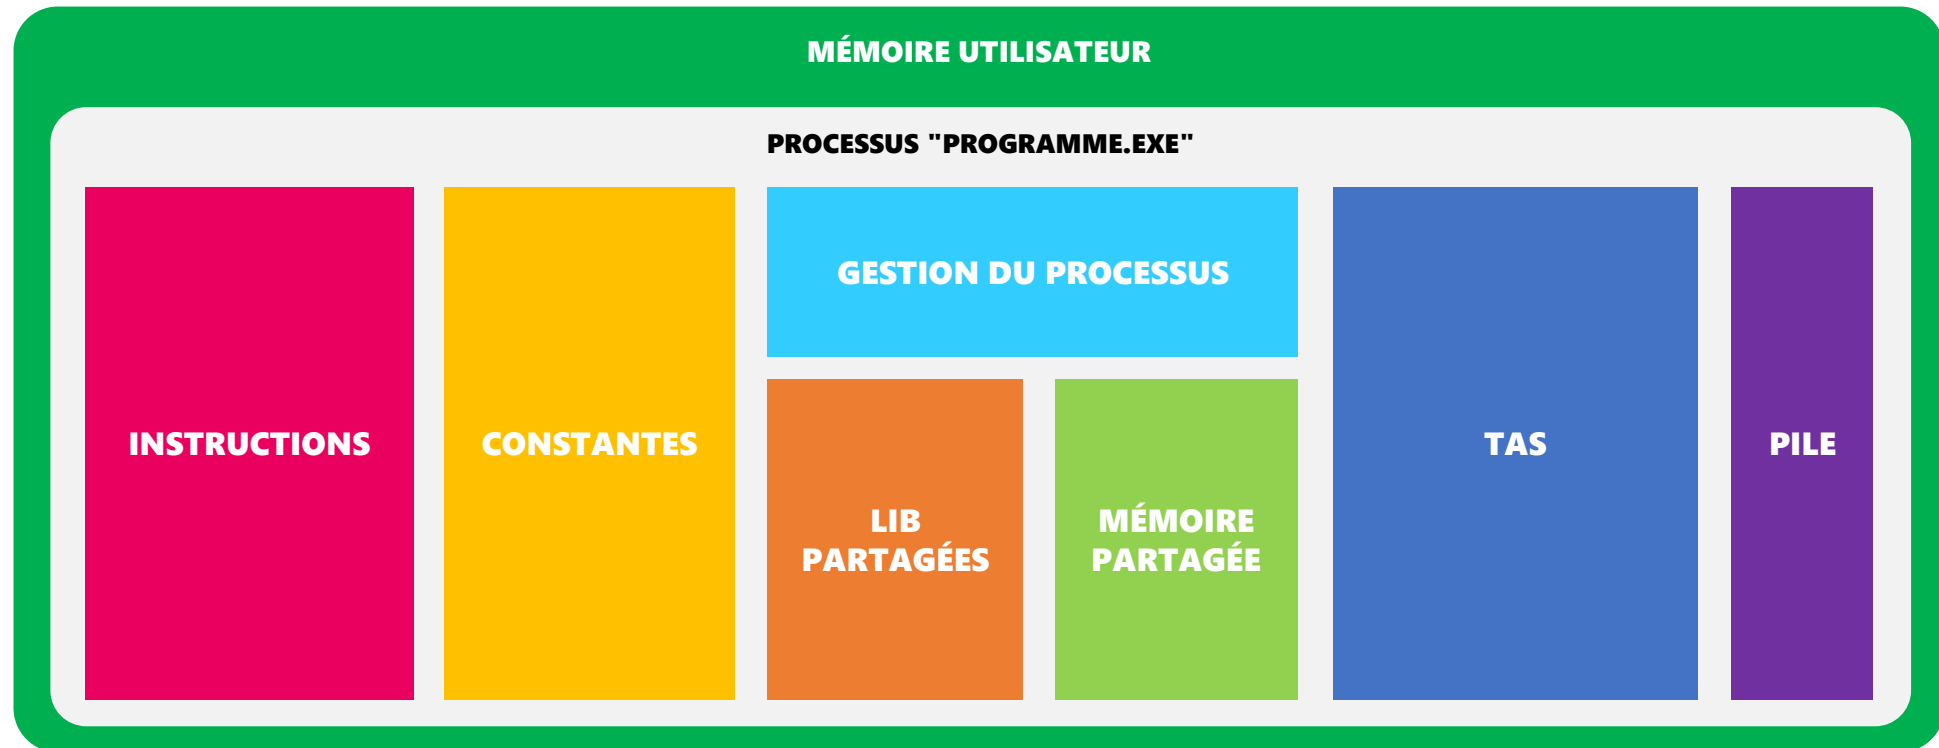 MÉMOIRE UTILISATEUR
PROCESSUS "PROGRAMME.EXE"
INSTRUCTIONS
CONSTANTES
GESTION DU PROCESSUS
LIB
PARTAGÉES
MÉMOIRE
PARTAGÉE
TAS
PILE